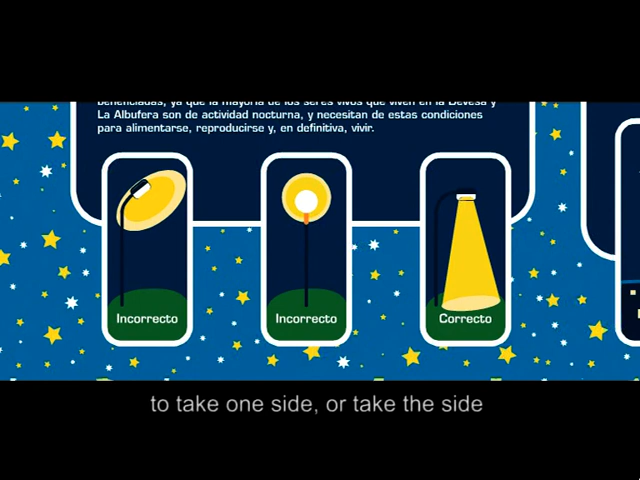 beneficiadas, ya que la mayoría de los seres vivos que viven en la Devesa y
La Albufera son de actividad nocturna, y necesitan de estas condiciones
para alimentarse, reproducirse y, en definitiva, vivir.
Incorrecto
Incorrecto
Correcto
to take one side, or take the side